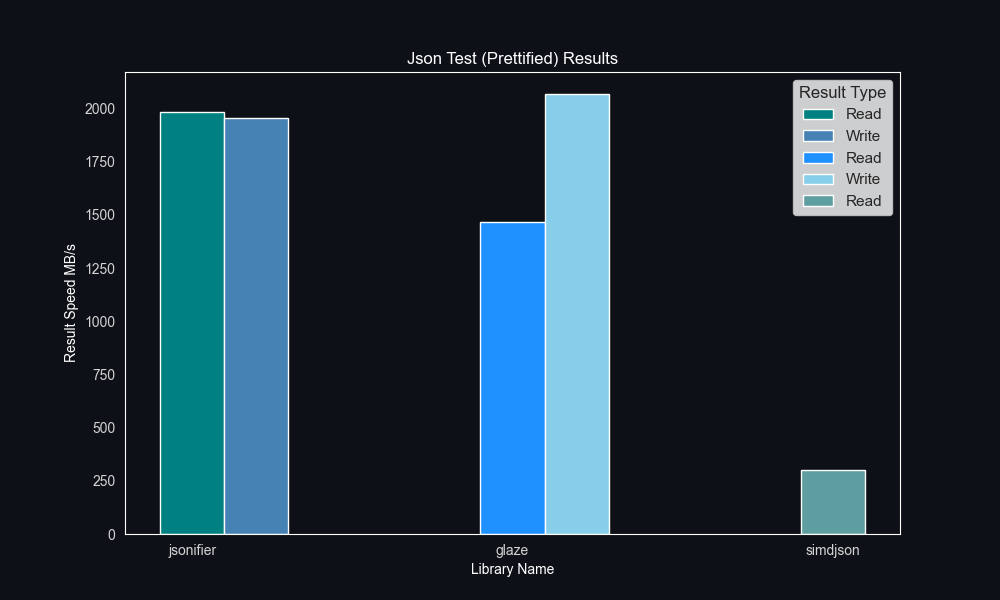 Json Test (Prettified) Results
Result Type
Read
Write
Read
Write
Read
Result Speed MB/s
2000
1750
1500
1250
1000
750
500
250
0
jsonifier glaze simdjson
Library Name